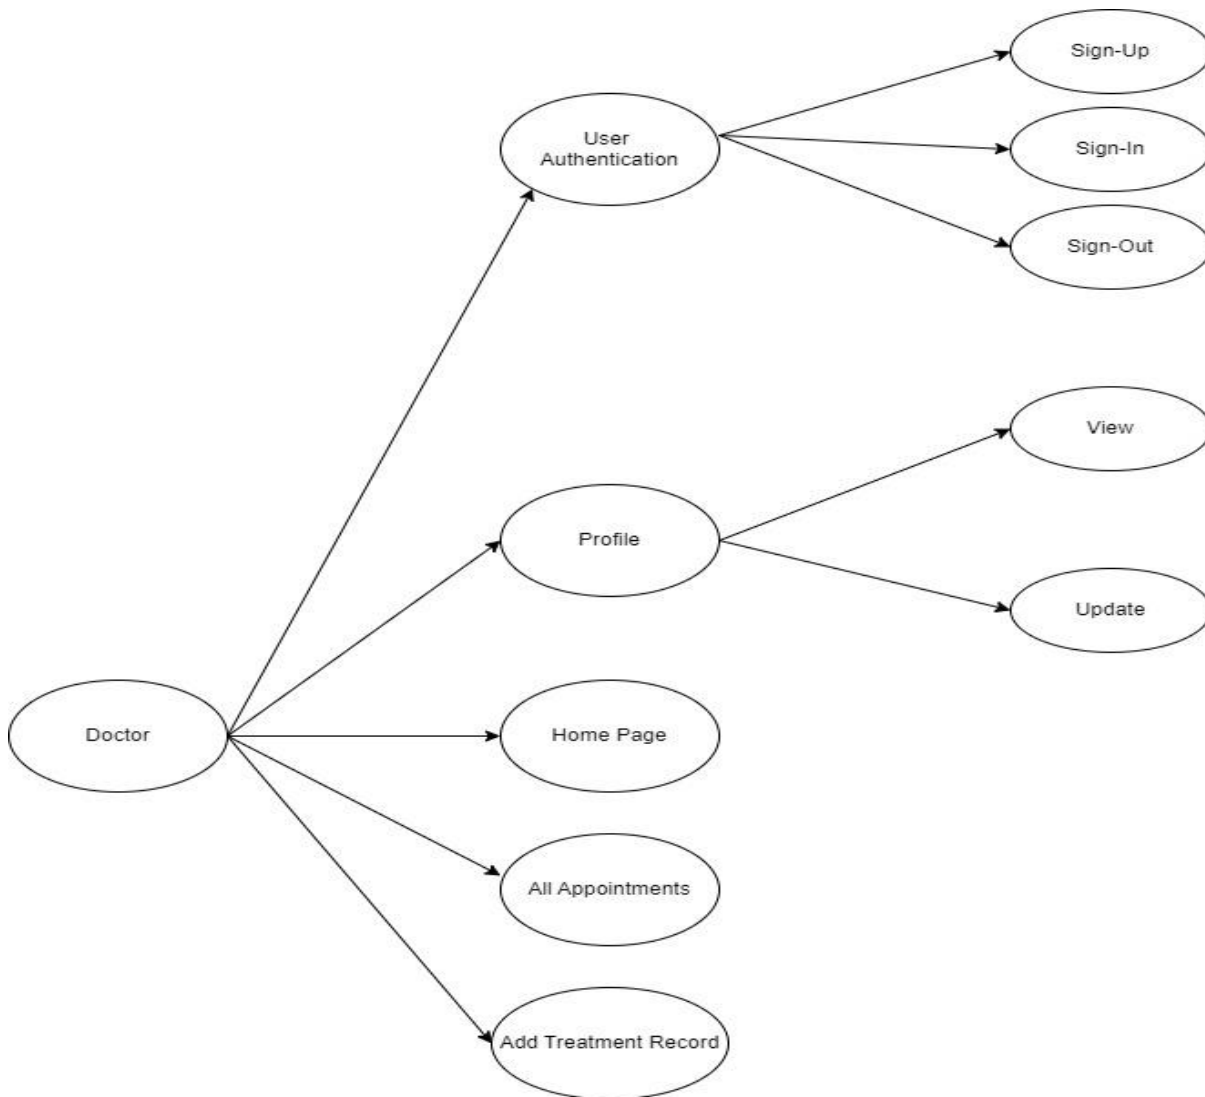 Sign-Up
User
Authentication
Sign-In
Sign-Out
View
Profile
Update
Doctor
Home Page
All Appointments
Add Treatment Record